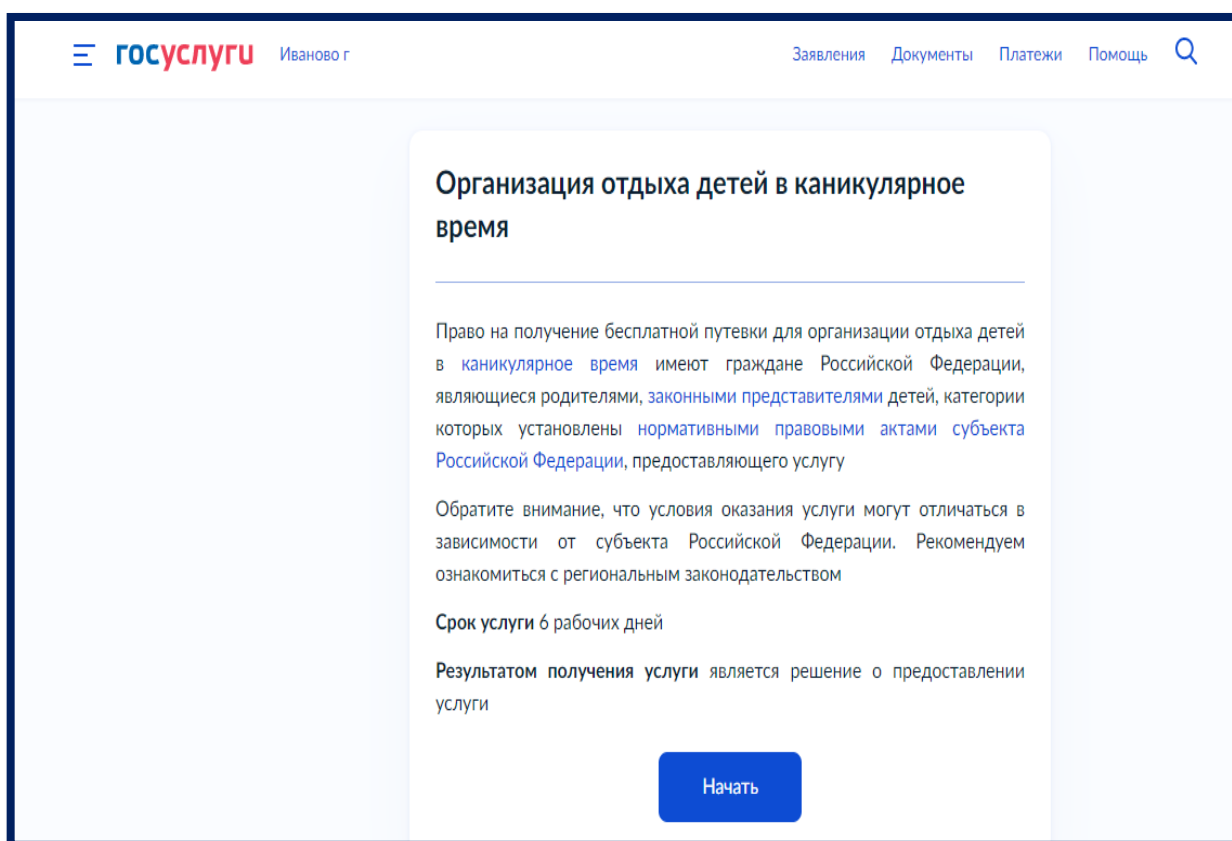 госуслуги Иваново г Заявления Документы Платежи Помощь
Организация отдыха детей в каникулярное
время
Право на получение бесплатной путевки для организации отдыха детей
в каникулярное время имеют граждане Российской Федерации,
являющиеся родителями, законными представителями детей, категории
которых установлены нормативными правовыми актами субъекта
Российской Федерации, предоставляющего услугу
Обратите внимание, что условия оказания услуги могут отличаться в
зависимости от субъекта Российской Федерации. Рекомендуем
ознакомиться с региональным законодательством
Срок услуги 6 рабочих дней
Результатом получения услуги является решение о предоставлении
услуги
Начать